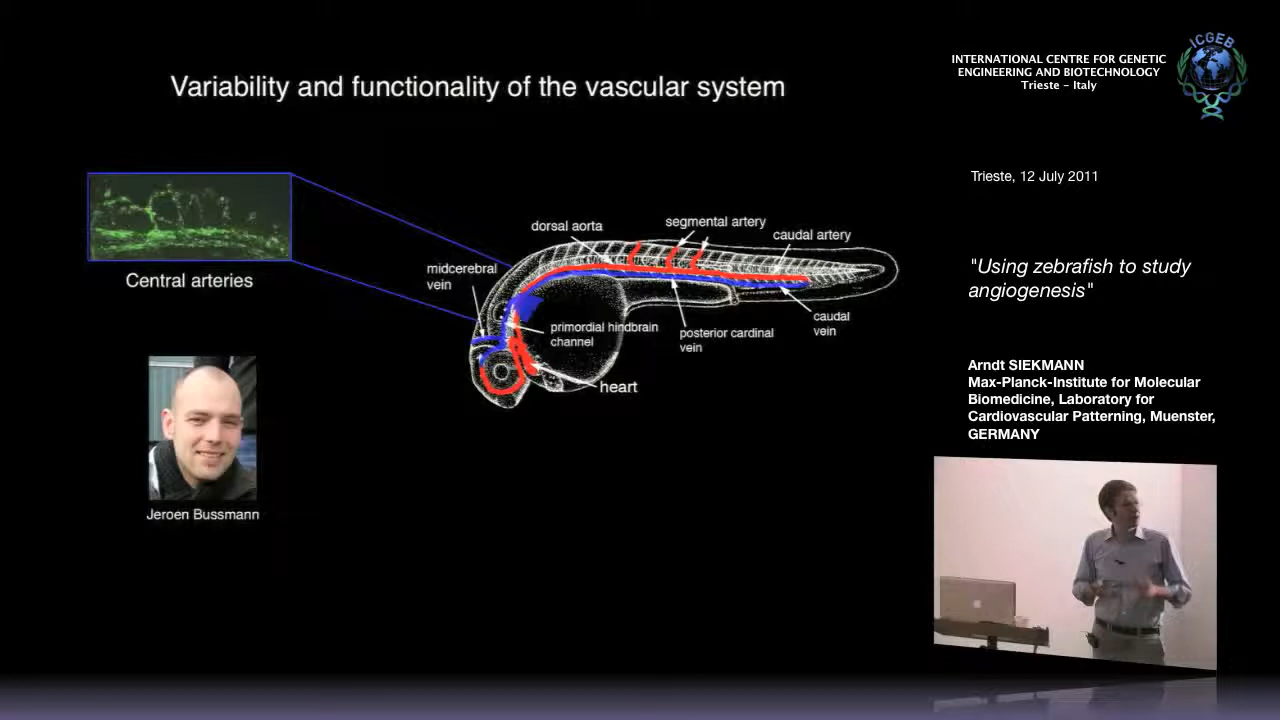 Variability and functionality of the vascular system
INTERNATIONAL CENTRE FOR GENETIC
ENGINEERING AND BIOTECHNOLOGY
Trieste - Italy
ICGEB
Trieste, 12 July 2011
"Using zebrafish to study
angiogenesis"
Arndt SIEKMANN
Max-Planck-Institute for Molecular
Biomedicine, Laboratory for
Cardiovascular Patterning, Muenster,
GERMANY
Central arteries
Jeroen Bussmann
dorsal aorta
segmental artery
caudal artery
midcerebral
vein
primordial hindbrain
channel
heart
posterior cardinal
vein
caudal
vein